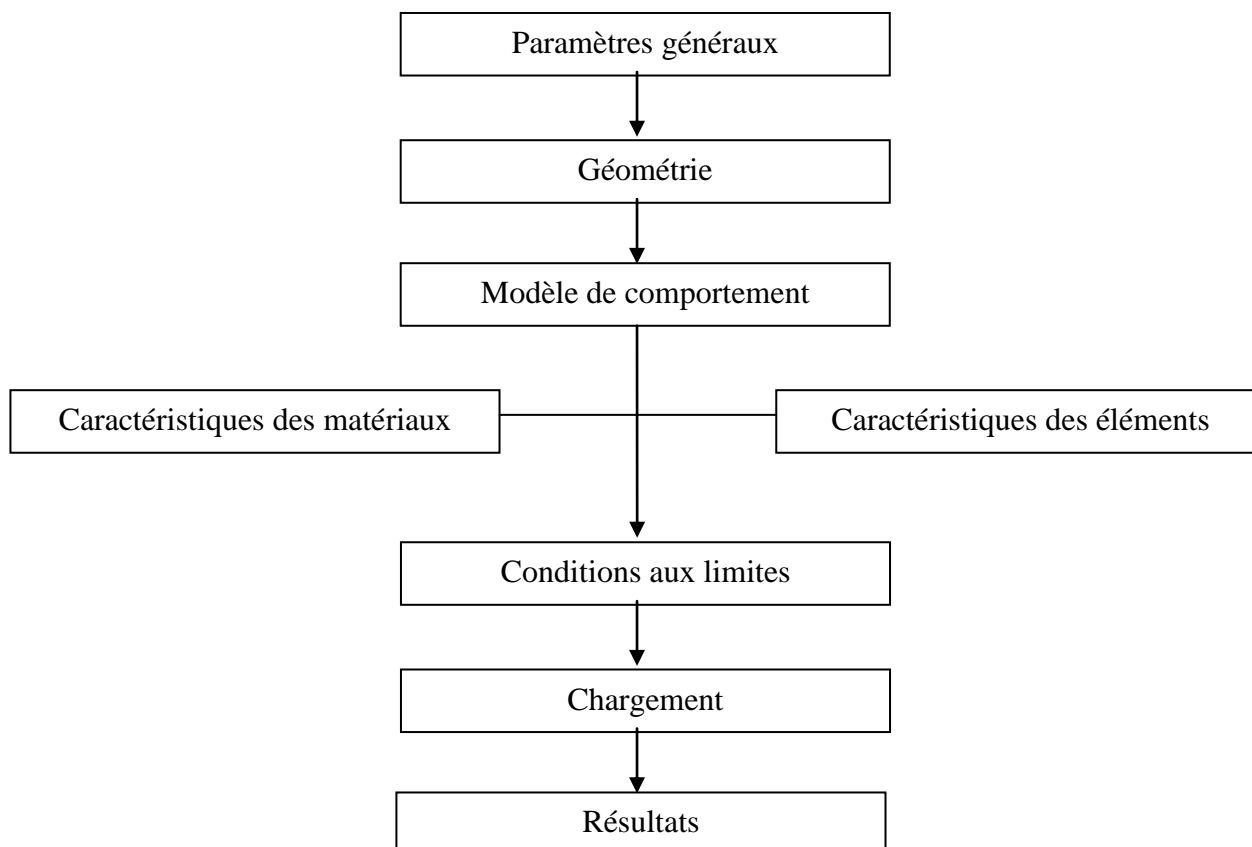 Paramètres généraux
Géométrie
Modèle de comportement
Caractéristiques des matériaux
Caractéristiques des éléments
Conditions aux limites
Chargement
Résultats